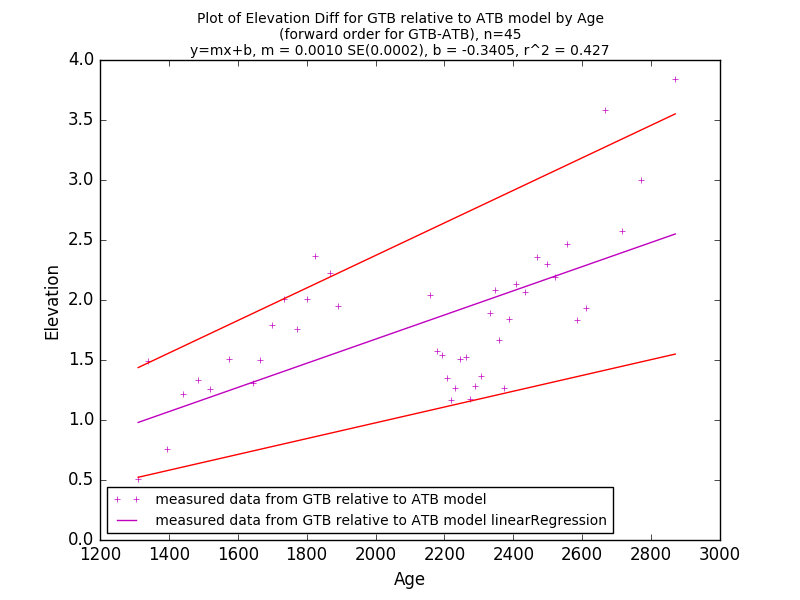 Plot of Elevation Diff for GTB relative to ATB model by Age
(forward order for GTB-ATB), n=45
y=mx+b, m = 0.0010 SE(0.0002), b = -0.3405, r^2 = 0.427
4.0
3.5
3.0
2.5
2.0
1.5
1.0
0.5
0.0
Elevation
measured data from GTB relative to ATB model
measured data from GTB relative to ATB model linearRegression
1200 1400 1600 1800 2000 2200 2400 2600 2800 3000
Age